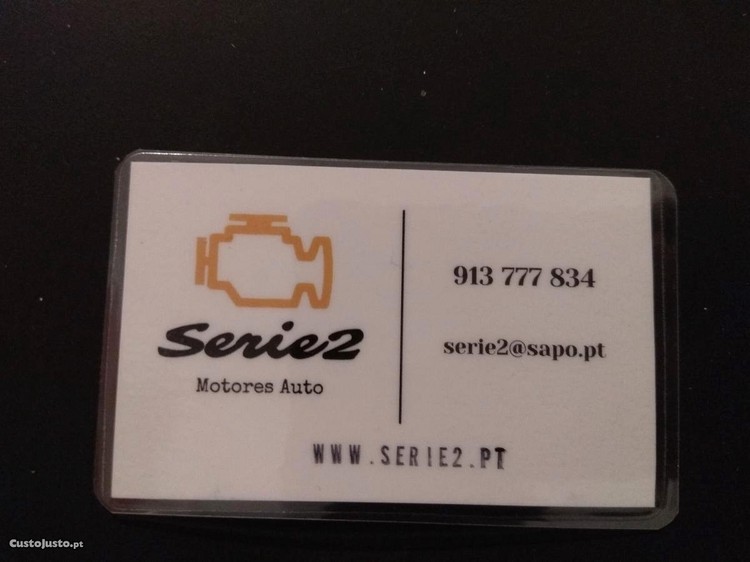 Serie2
Motores Auto
913 777 834
serie2@sapo.pt
WWW.SERIE2.PT
CustoJusto.pt